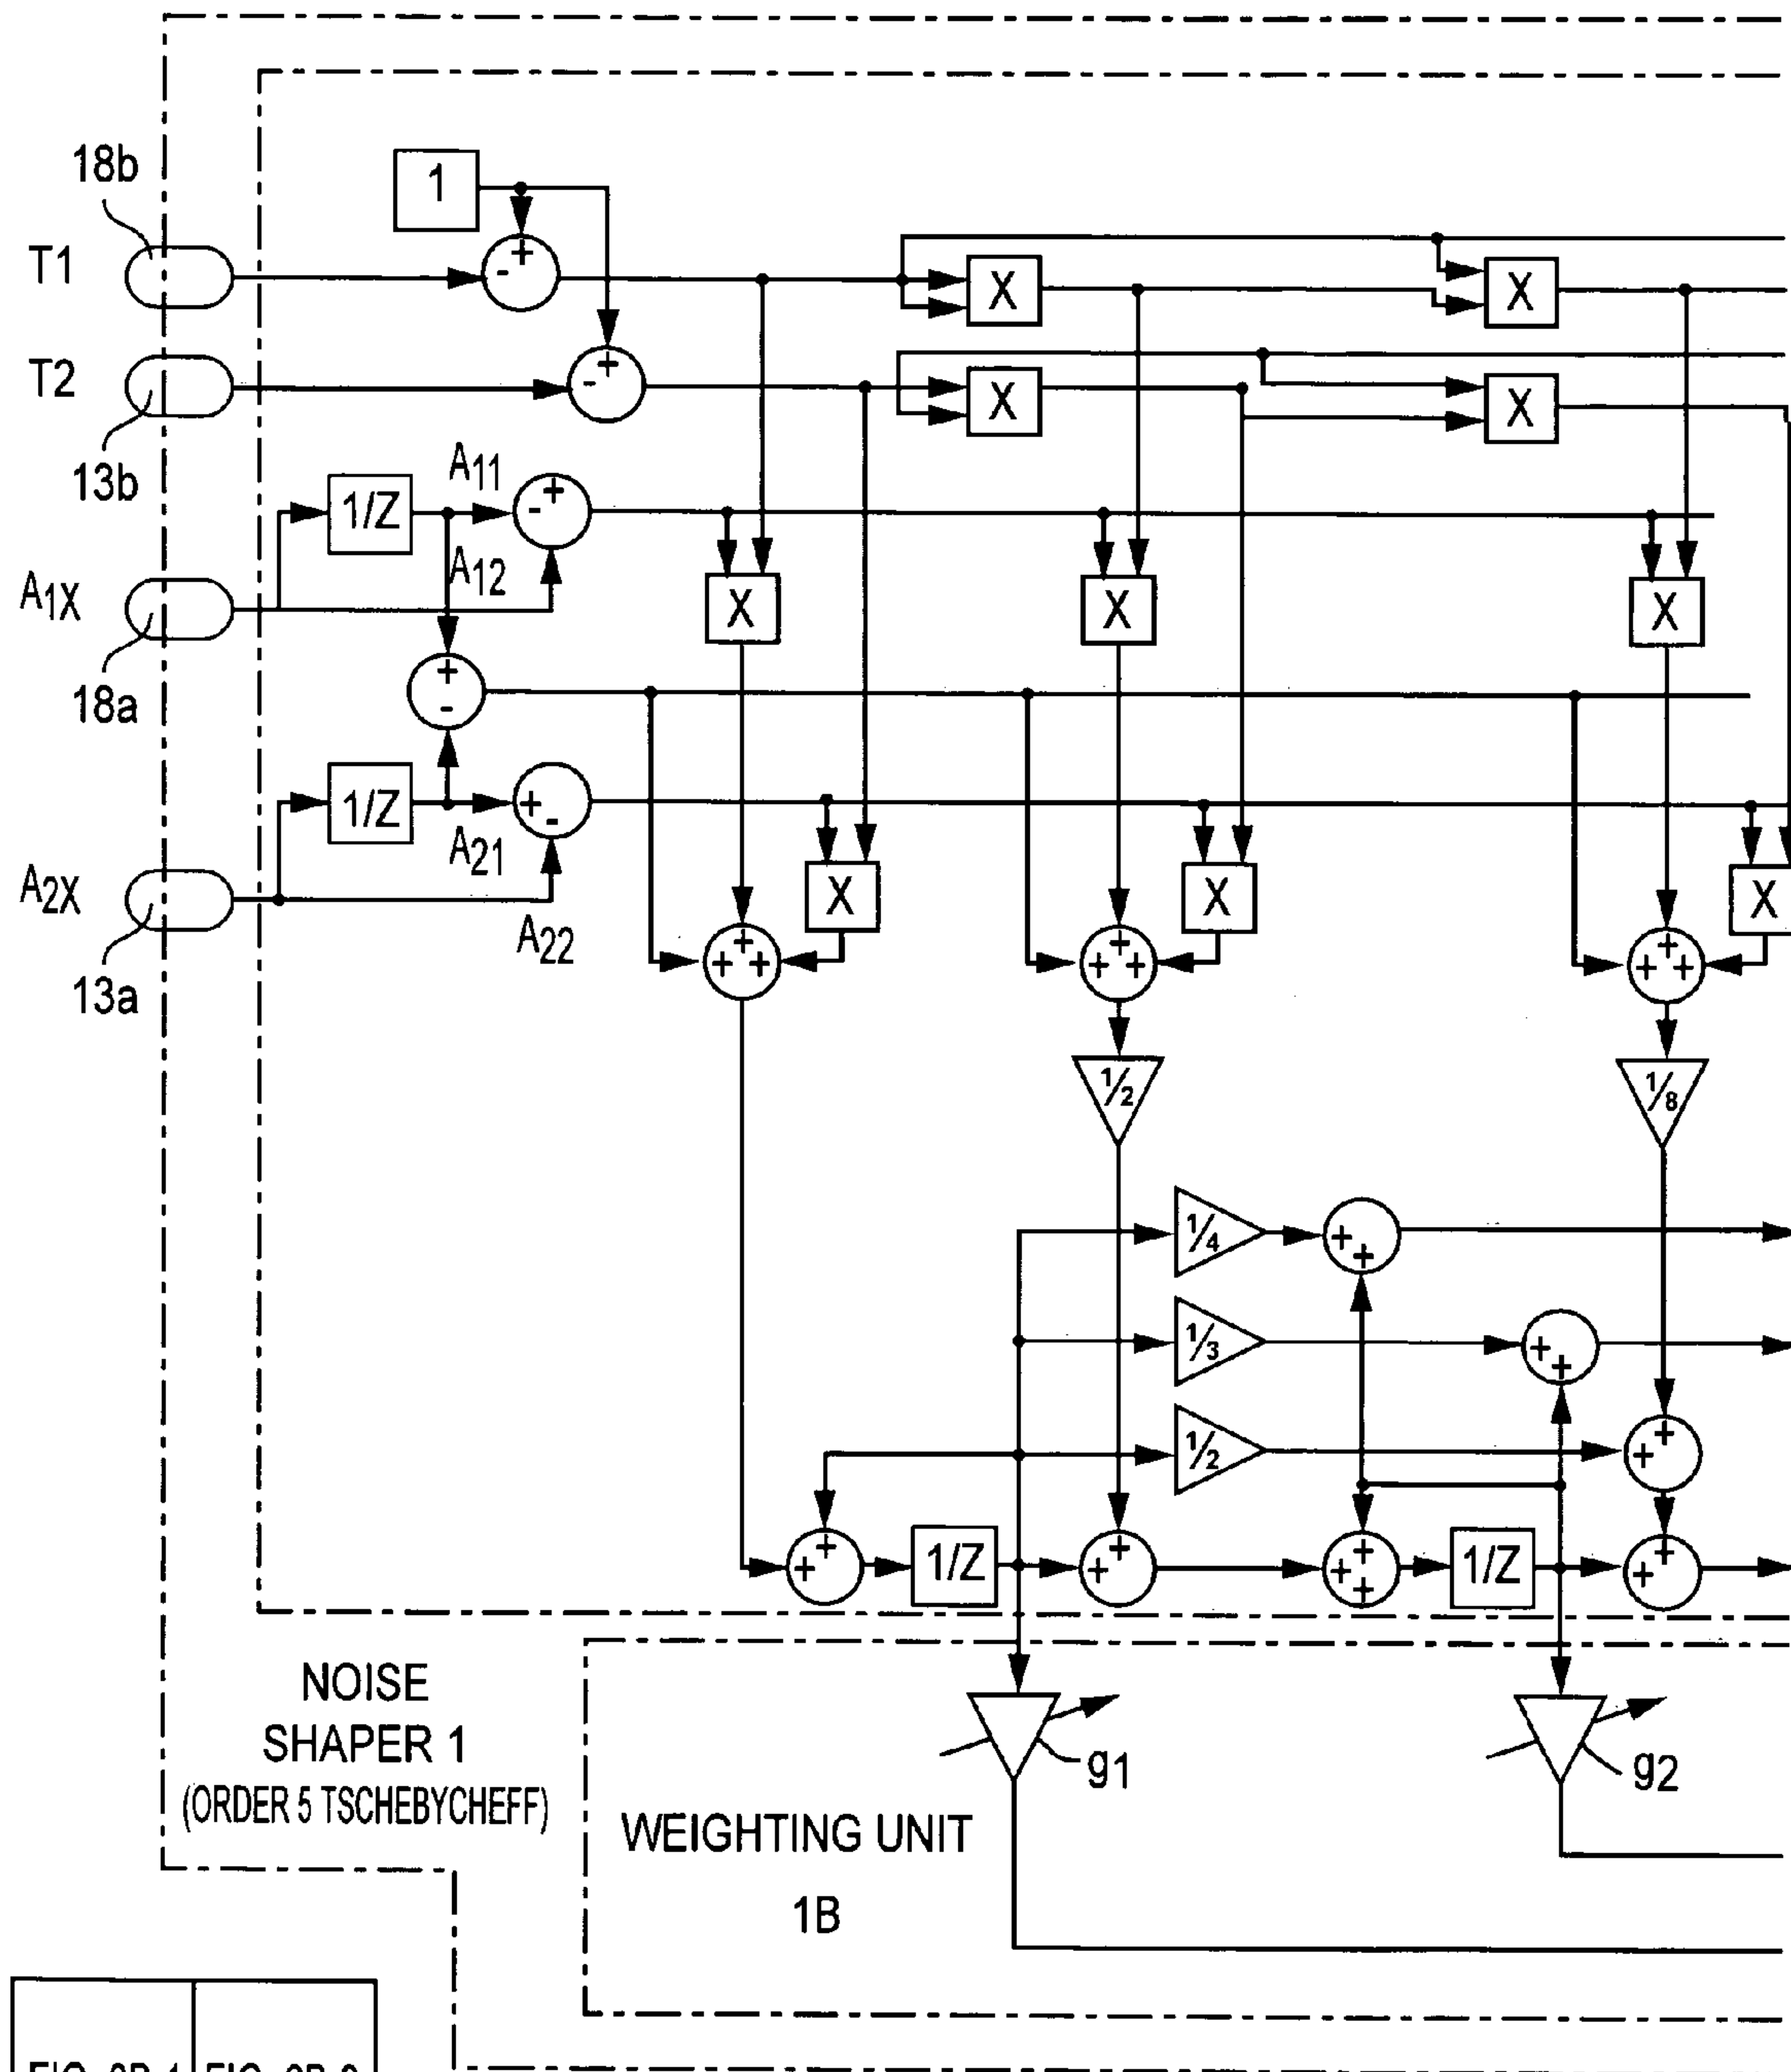 18b
1
T1
+
-
X
X
T2
+
-
X
X
13b
A11
1/Z
+
-
A12
A1X
X
X
X
18a
+
-
1/Z
+
-
A21
A2X
X
X
X
A22
+
+ +
+
+ +
+
+ +
13a
1/2
1/8
1/4
+
+
1/3
+
+
1/2
+
+
+
+
1/Z
+
+
+
+
+
1/Z
+
+
NOISE
SHAPER 1
(ORDER 5 TSCHEBYCHEFF)
g1
g2
WEIGHTING UNIT
1B